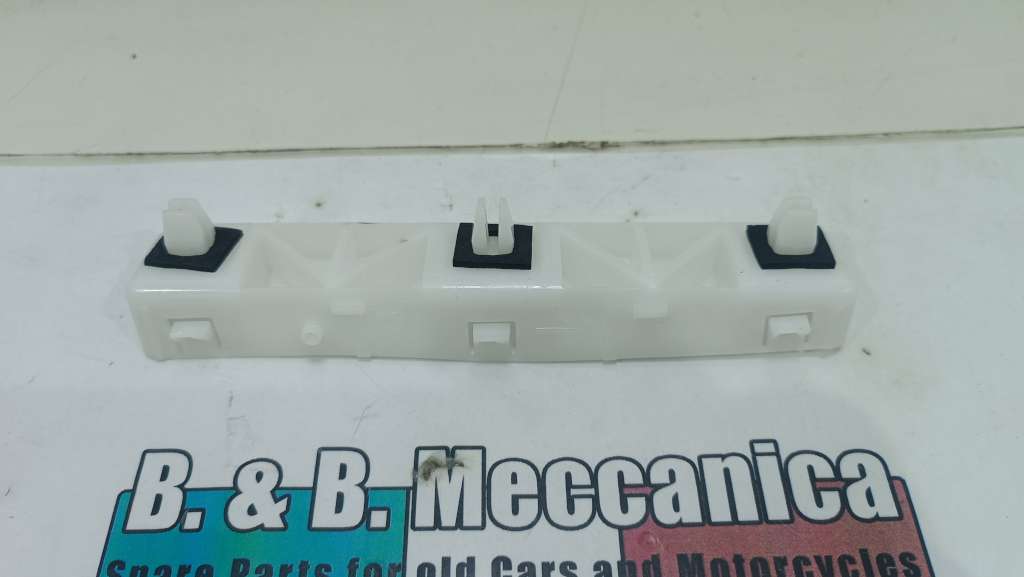 B. & B. Meccanica
Spare Parts for old Cars and Motorcycles